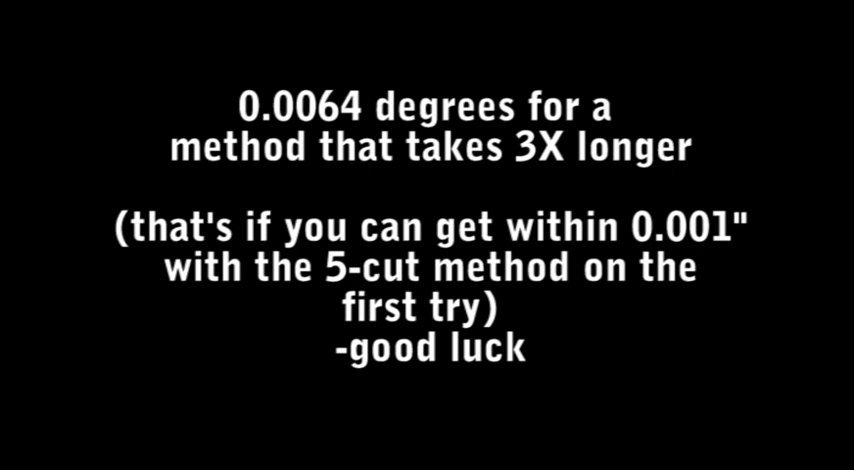 0.0064 degrees for a
method that takes 3X longer
(that's if you can get within 0.001"
with the 5-cut method on the
first try)
-good luck